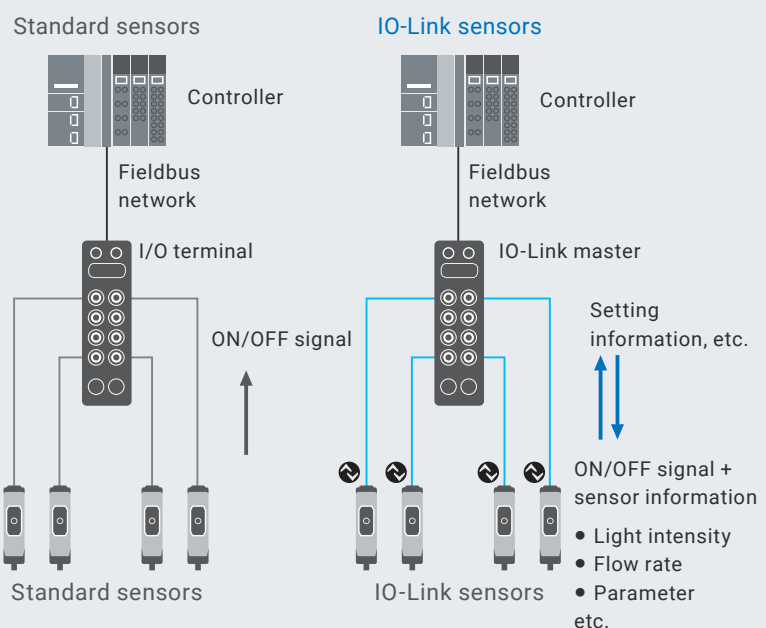 Standard sensors
Controller
Fieldbus
network
I/O terminal
ON/OFF signal
Standard sensors
IO-Link sensors
Controller
Fieldbus
network
IO-Link master
Setting
information, etc.
ON/OFF signal +
sensor information
• Light intensity
• Flow rate
• Parameter
etc.
IO-Link sensors